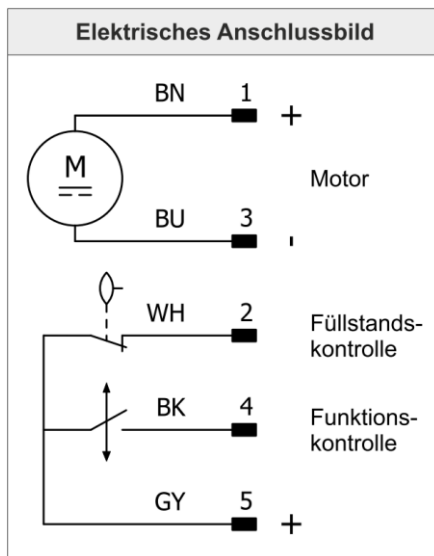 Elektrisches Anschlussbild
BN 1 +
M
Motor
BU 3 -
WH 2
Füllstands-
kontrolle
BK 4
Funktions-
kontrolle
GY 5 +